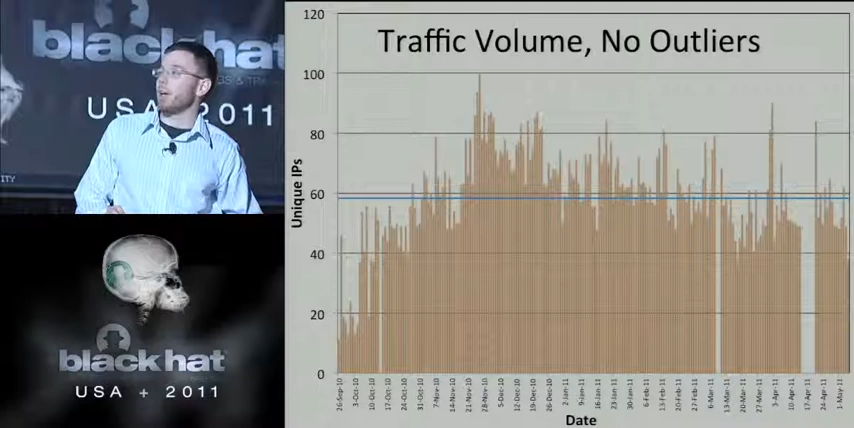 black hat
USA 2011
ITY
black hat
USA + 2011
Traffic Volume, No Outliers
Unique IPs
120
100
80
60
40
20
0
26-Sep-10
3-Oct-10
10-Oct-10
17-Oct-10
24-Oct-10
31-Oct-10
7-Nov-10
14-Nov-10
21-Nov-10
28-Nov-10
5-Dec-10
12-Dec-10
19-Dec-10
26-Dec-10
2-Jan-11
9-Jan-11
16-Jan-11
23-Jan-11
30-Jan-11
6-Feb-11
13-Feb-11
20-Feb-11
27-Feb-11
6-Mar-11
13-Mar-11
20-Mar-11
27-Mar-11
3-Apr-11
10-Apr-11
17-Apr-11
24-Apr-11
1-May-11
Date